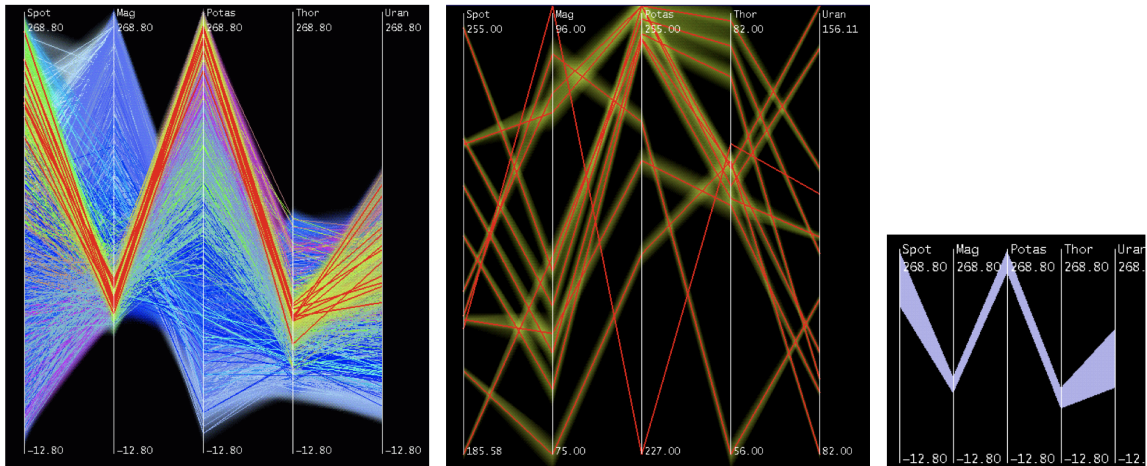 Spot Mag Potas Thor Uran
268.80 268.80 268.80 268.80 268.80
-12.80 -12.80 -12.80 -12.80 -12.80
Spot Mag Potas Thor Uran
255.00 96.00 255.00 82.00 156.11
185.58 75.00 227.00 56.00 82.00
Spot Mag Potas Thor Uran
268.80 268.80 268.80 268.80 268.
-12.80 -12.80 -12.80 -12.80 -12